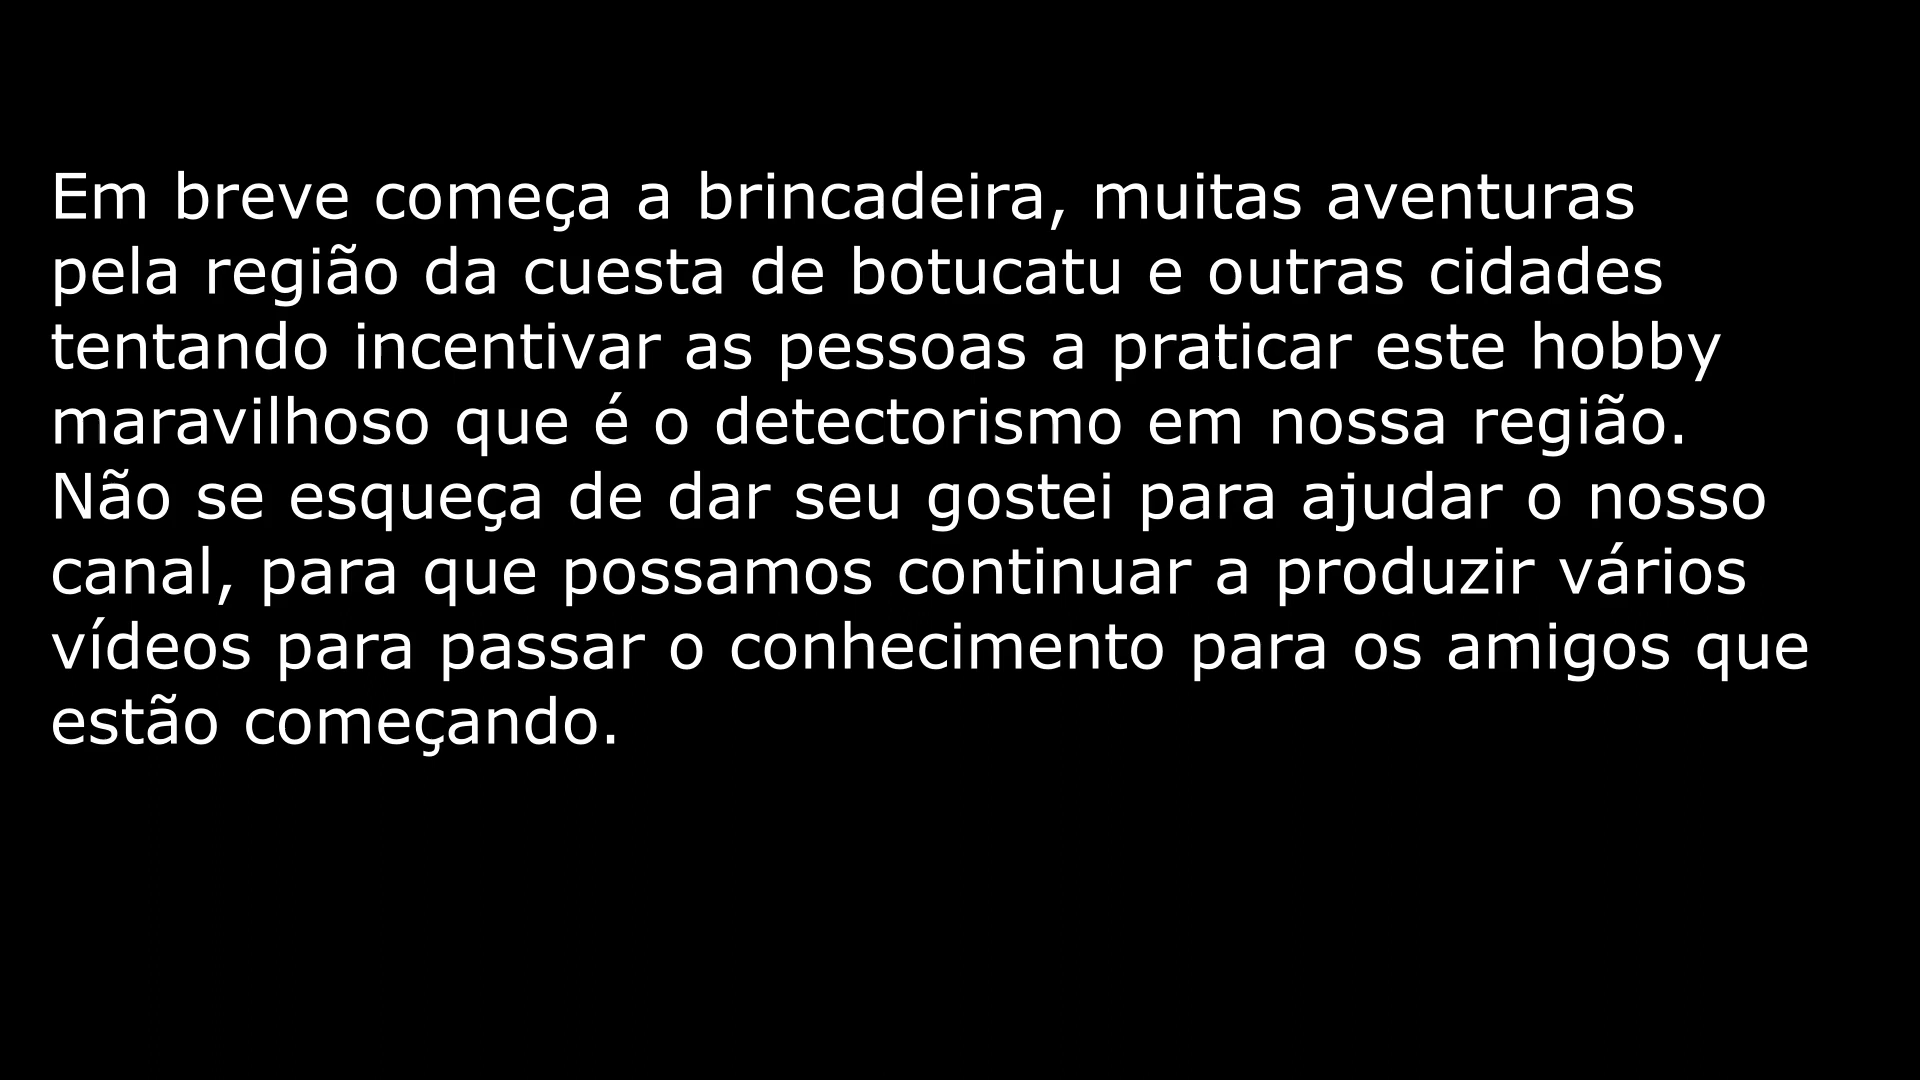 Em breve começa a brincadeira, muitas aventuras
pela região da cuesta de botucatu e outras cidades
tentando incentivar as pessoas a praticar este hobby
maravilhoso que é o detectorismo em nossa região.
Não se esqueça de dar seu gostei para ajudar o nosso
canal, para que possamos continuar a produzir vários
vídeos para passar o conhecimento para os amigos que
estão começando.